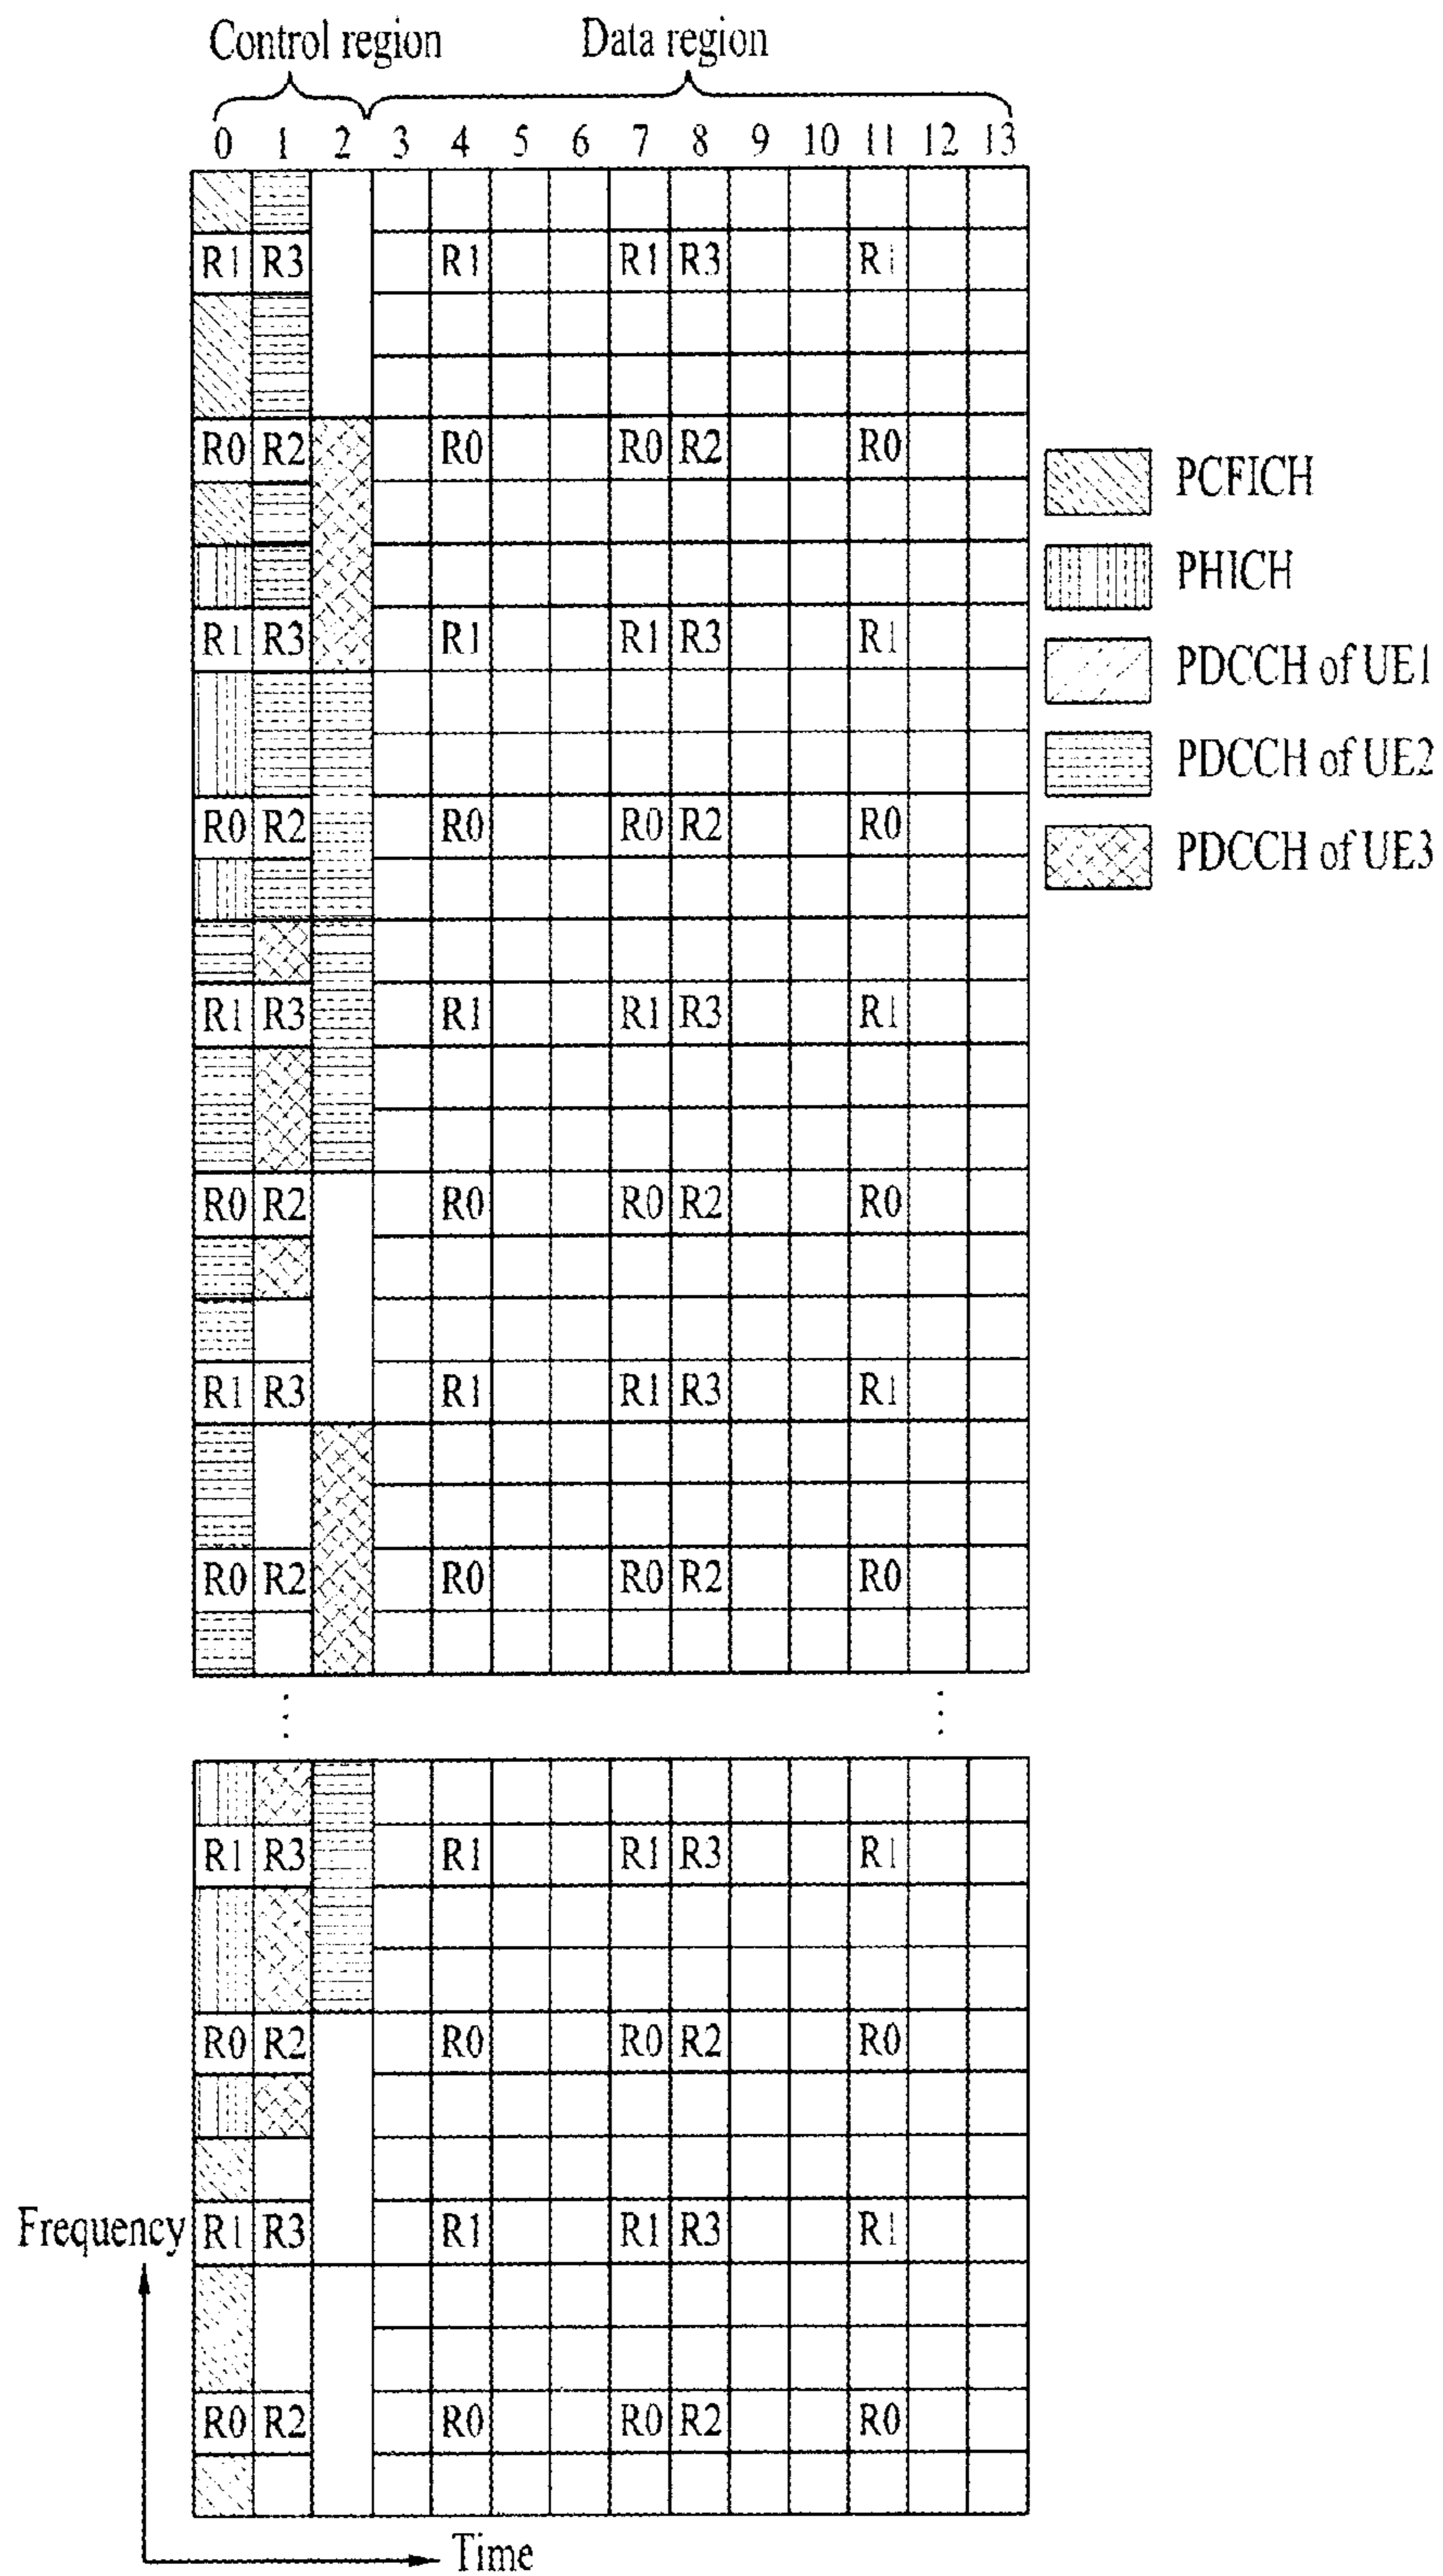 Control region Data region
0 1 2 3 4 5 6 7 8 9 10 11 12 13
R1 R3 R1 R1 R3 R1
R0 R2 R0 R0 R2 R0
PCFICH
PHICH
R1 R3 R1 R1 R3 R1
PDCCH of UE1
PDCCH of UE2
R0 R2 R0 R0 R2 R0
PDCCH of UE3
R1 R3 R1 R1 R3 R1
R0 R2 R0 R0 R2 R0
R1 R3 R1 R1 R3 R1
R0 R2 R0 R0 R2 R0
R1 R3 R1 R1 R3 R1
R0 R2 R0 R0 R2 R0
Frequency R1 R3 R1 R1 R3 R1
R0 R2 R0 R0 R2 R0
Time